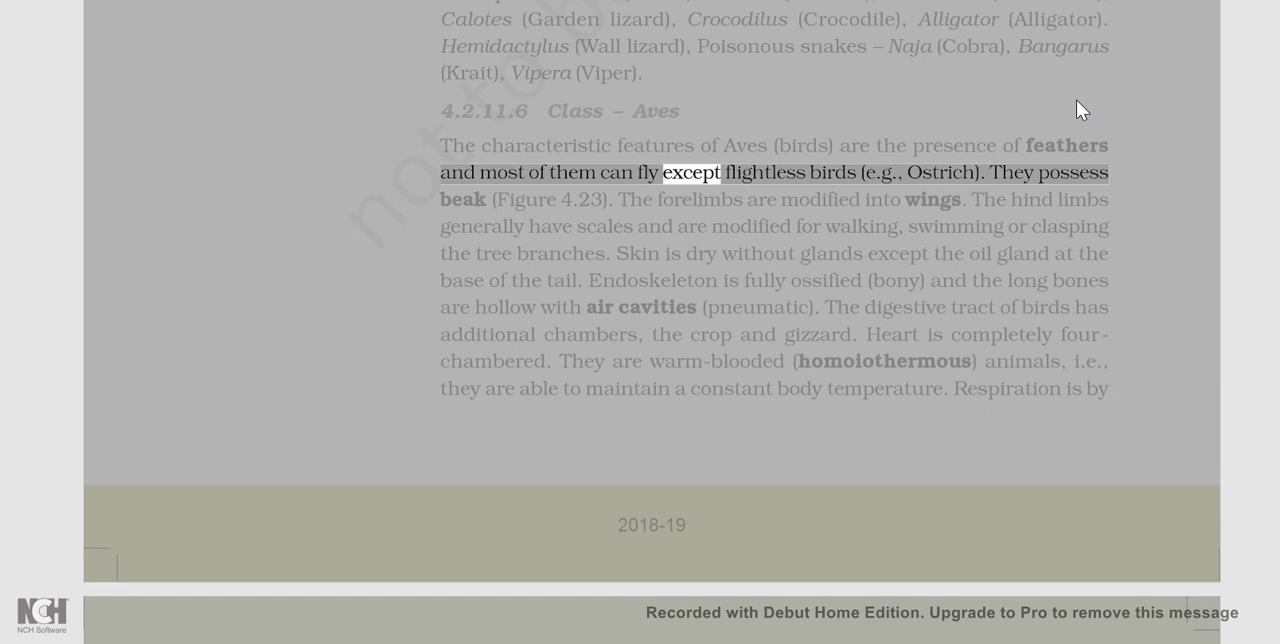 Calotes (Garden lizard), Crocodilus (Crocodile), Alligator (Alligator).
Hemidactylus (Wall lizard), Poisonous snakes – Naja (Cobra), Bangarus
(Krait), Vipera (Viper).
4.2.11.6 Class – Aves
The characteristic features of Aves (birds) are the presence of feathers
and most of them can fly except flightless birds (e.g., Ostrich). They possess
beak (Figure 4.23). The forelimbs are modified into wings. The hind limbs
generally have scales and are modified for walking, swimming or clasping
the tree branches. Skin is dry without glands except the oil gland at the
base of the tail. Endoskeleton is fully ossified (bony) and the long bones
are hollow with air cavities (pneumatic). The digestive tract of birds has
additional chambers, the crop and gizzard. Heart is completely four-
chambered. They are warm-blooded (homoiothermous) animals, i.e.,
they are able to maintain a constant body temperature. Respiration is by
not to b
2018-19
NCH
NCH Software
Recorded with Debut Home Edition. Upgrade to Pro to remove this message